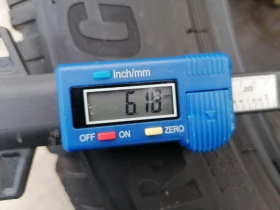 inch/mm
6.18
OFF ON
ZERO